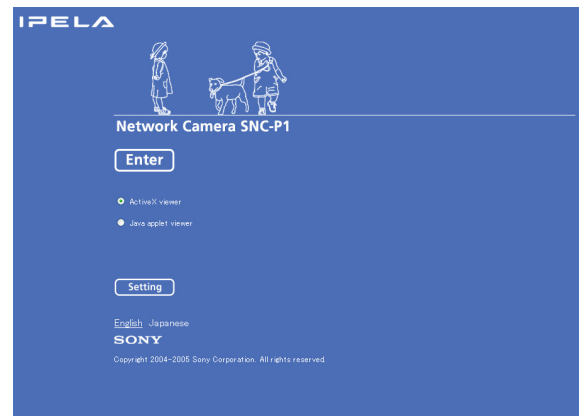 IPELA
Network Camera SNC-P1
Enter
ActiveX viewer
Java applet viewer
Setting
English Japanese
SONY
Copyright 2004-2005 Sony Corporation. All rights reserved.